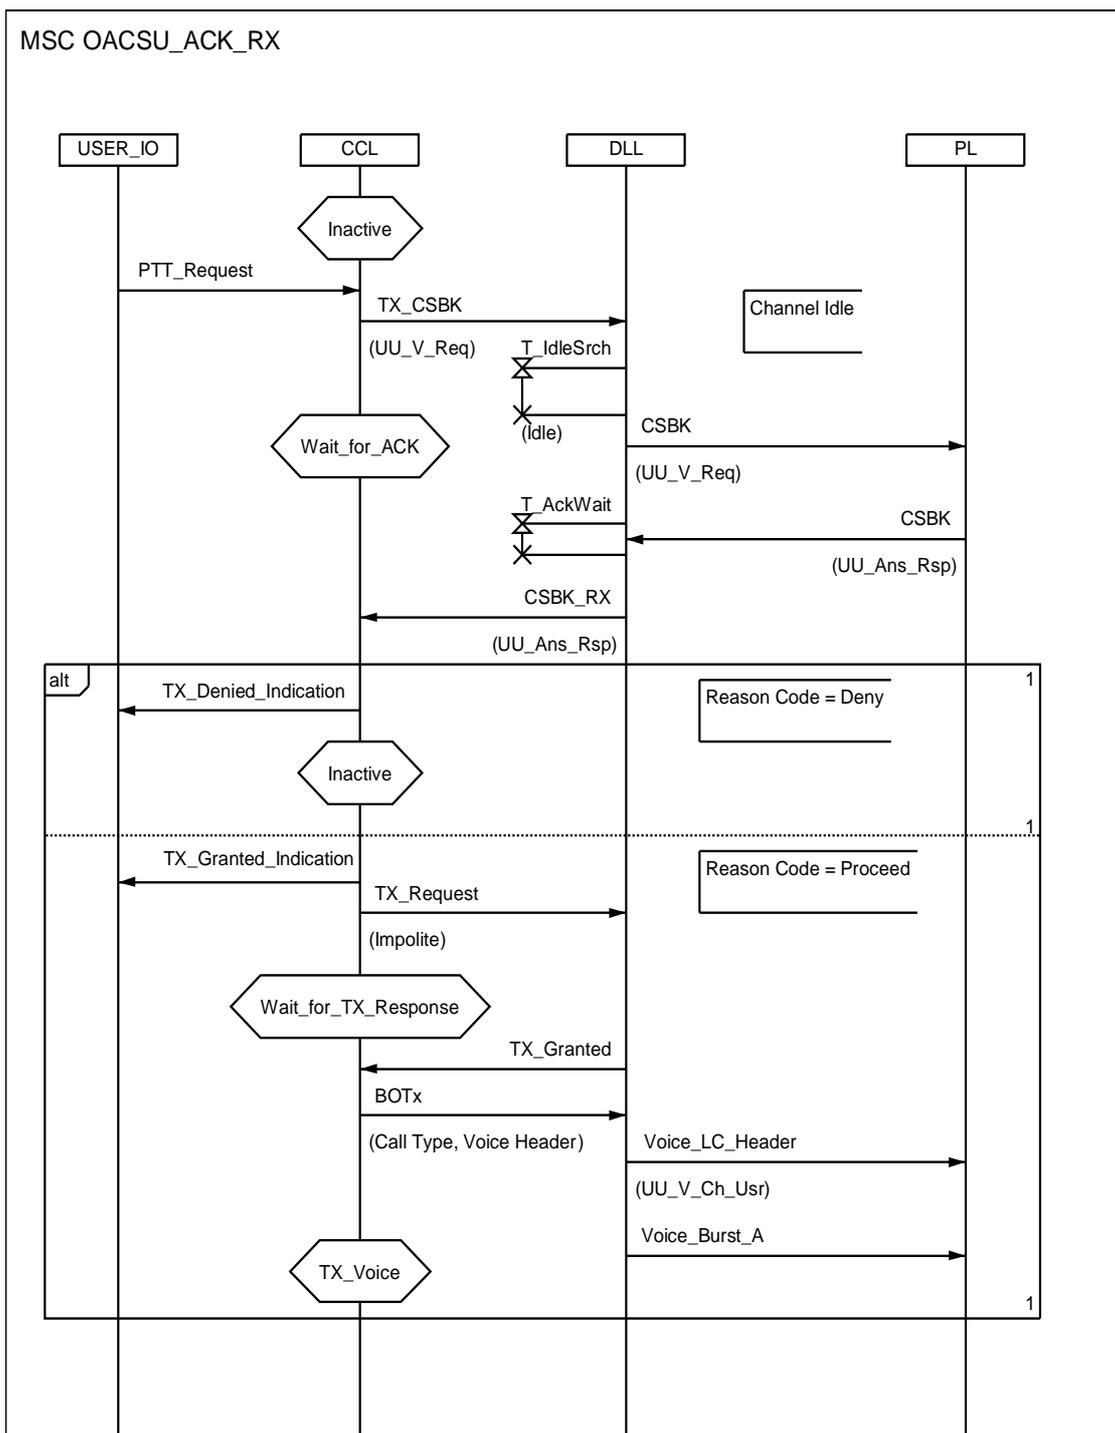 MSC OACSU_ACK_RX
USER_IO CCL DLL PL
Inactive
PTT_Request
TX_CSBK
Channel Idle
(UU_V_Req)
T_IdleSrch
(Idle)
CSBK
Wait_for_ACK
(UU_V_Req)
T_AckWait
CSBK
(UU_Ans_Rsp)
CSBK_RX
(UU_Ans_Rsp)
alt
1
TX_Denied_Indication
Reason Code = Deny
Inactive
1
TX_Granted_Indication
Reason Code = Proceed
TX_Request
(Impolite)
Wait_for_TX_Response
TX_Granted
BOTx
(Call Type, Voice Header)
Voice_LC_Header
(UU_V_Ch_Usr)
Voice_Burst_A
TX_Voice
1